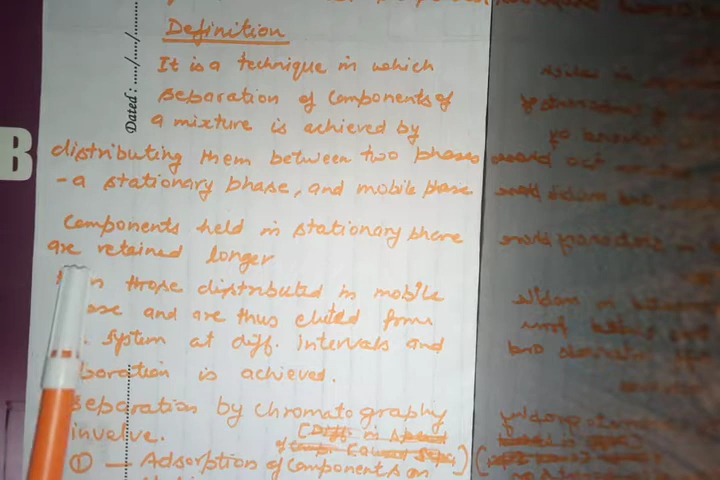 Definition
Dated: ...../...../.....
It is a technique in which
separation of components of
a mixture is achieved by
B
distributing them between two phases
- a stationary phase, and mobile phase
Components held in stationary phase
are retained longer
those distributed in mobile
and are thus eluted from
system at diff. intervals and
is achieved.
Separation by chromatography
involve.
① — Adsorption of components on